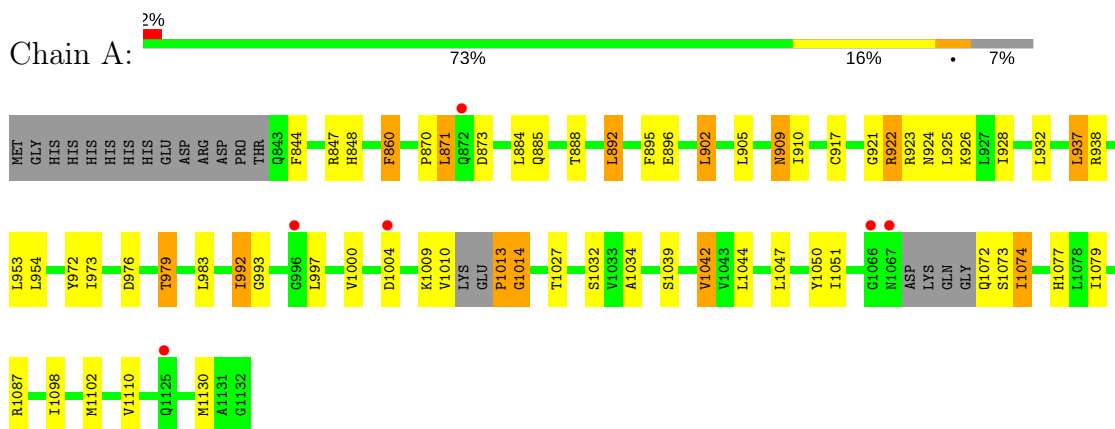 2%
Chain A:
73% 16% • 7%
MET GLY HIS HIS HIS HIS HIS HIS GLU ASP ARG ASP PRO THR Q843 F844 R847 H848 F860 P870 L871 Q872 D873 L884 Q885 T888 L892 F895 E896 L902 L905 N909 I910 C917 G921 R922 R923 N924 L925 K926 L927 I928 L932 L937 R938
L953 L954 Y972 I973 D976 T979 L983 I992 G993 G996 L997 V1000 D1004 K1009 V1010 LYS GLU P1013 G1014 T1027 S1032 V1033 A1034 S1039 V1042 V1043 L1044 L1047 Y1050 I1051 G1066 N1067 ASP LYS GLN GLY Q1072 S1073 I1074 H1077 L1078 I1079
R1087 I1098 M1102 V1110 Q1125 M1130 A1131 G1132